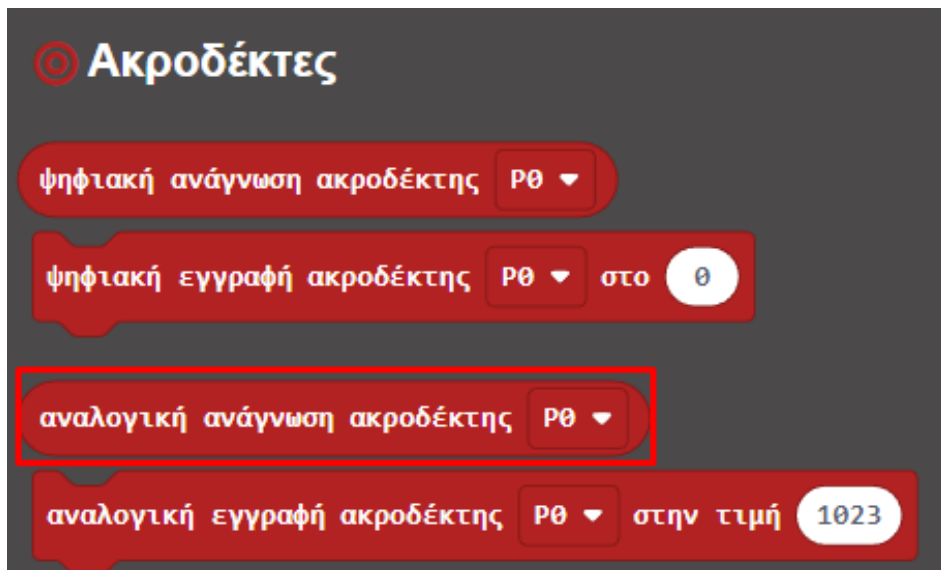 Ακροδέκτες
ψηφιακή ανάγνωση ακροδέκτης P0
ψηφιακή εγγραφή ακροδέκτης P0 στο 0
αναλογική ανάγνωση ακροδέκτης P0
αναλογική εγγραφή ακροδέκτης P0 στην τιμή 1023